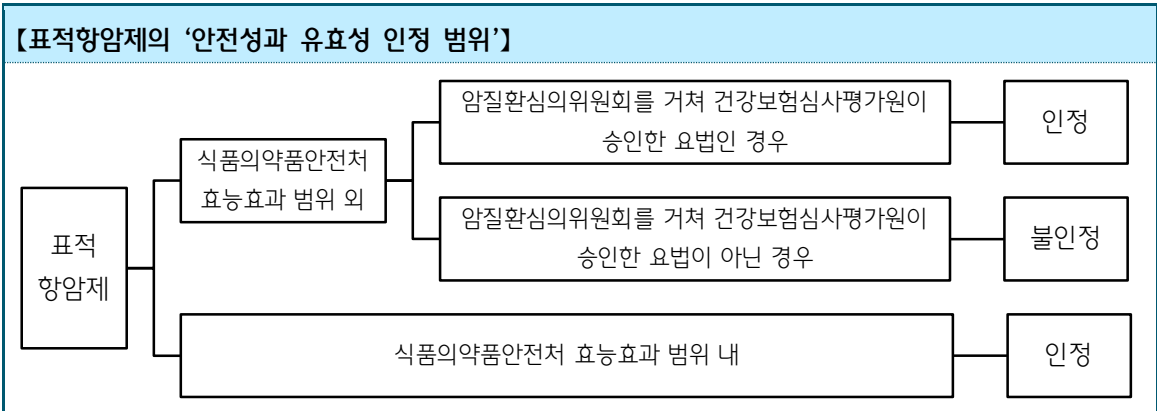 【표적항암제의 ‘안전성과 유효성 인정 범위’】
암질환심의위원회를 거쳐 건강보험심사평가원이
승인한 요법인 경우
인정
식품의약품안전처
효능효과 범위 외
암질환심의위원회를 거쳐 건강보험심사평가원이
승인한 요법이 아닌 경우
불인정
표적
항암제
식품의약품안전처 효능효과 범위 내
인정